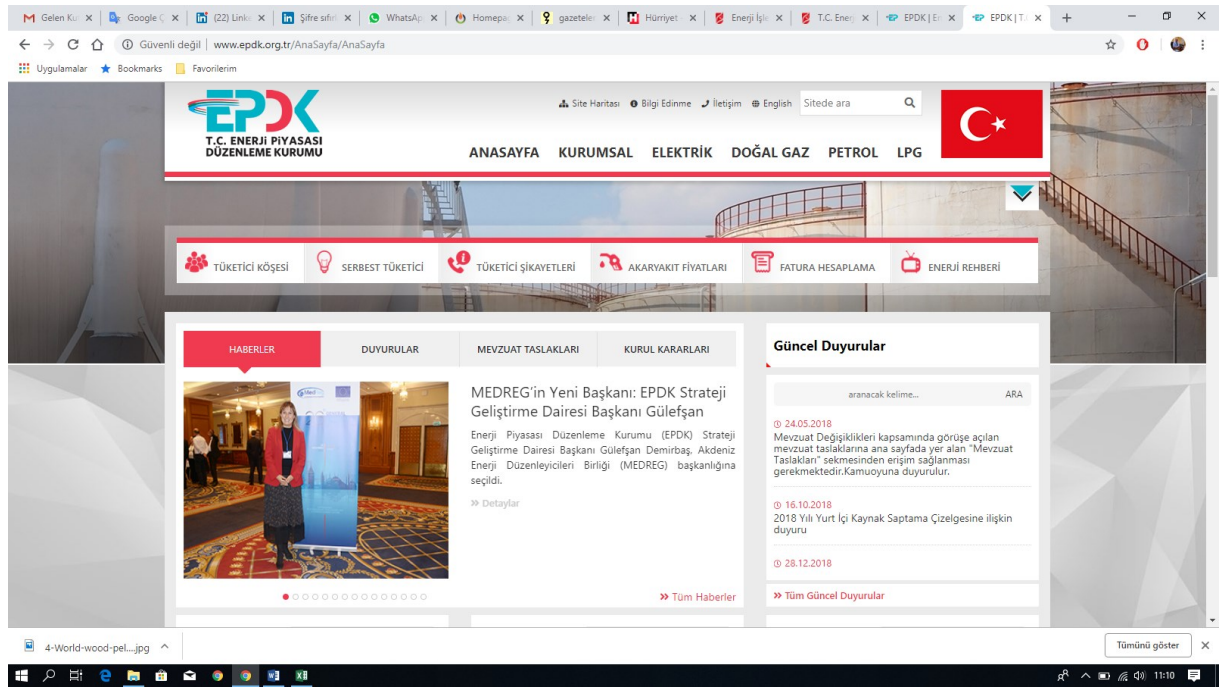 Gelen Ku
Google Ç
(22) Linke
Şifre sıfırl
WhatsAp
Homepag
gazeteler
Hürriyet -
Enerji İşle
T.C. Enerj
EPDK | En
EPDK | T.
Güvenli değil | www.epdk.org.tr/AnaSayfa/AnaSayfa
Uygulamalar Bookmarks Favorilerim
EPDK
T.C. ENERJİ PİYASASI
DÜZENLEME KURUMU
Site Haritası Bilgi Edinme İletişim English Sitede ara
ANASAYFA KURUMSAL ELEKTRİK DOĞAL GAZ PETROL LPG
TÜKETİCİ KÖŞESİ SERBEST TÜKETİCİ TÜKETİCİ ŞİKAYETLERİ AKARYAKIT FİYATLARI FATURA HESAPLAMA ENERJİ REHBERİ
HABERLER DUYURULAR MEVZUAT TASLAKLARI KURUL KARARLARI
MEDREG'in Yeni Başkanı: EPDK Strateji
Geliştirme Dairesi Başkanı Gülefşan
Enerji Piyasası Düzenleme Kurumu (EPDK) Strateji
Geliştirme Dairesi Başkanı Gülefşan Demirbaş, Akdeniz
Enerji Düzenleyicileri Birliği (MEDREG) başkanlığına
seçildi.
» Detaylar
» Tüm Haberler
Güncel Duyurular
aranacak kelime... ARA
24.05.2018
Mevzuat Değişiklikleri kapsamında görüşe açılan
mevzuat taslaklarına ana sayfada yer alan "Mevzuat
Taslakları" sekmesinden erişim sağlanması
gerekmektedir.Kamuoyuna duyurulur.
16.10.2018
2018 Yılı Yurt İçi Kaynak Saptama Çizelgesine ilişkin
duyuru
28.12.2018
» Tüm Güncel Duyurular
4-World-wood-pel....jpg
Tümünü göster
11:10